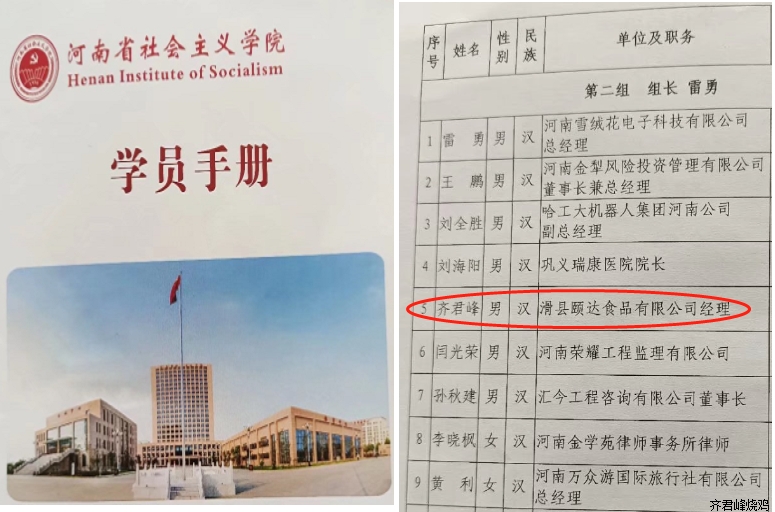 河南省社会主义学院
Henan Institute of Socialism
学员手册
序号 姓名 性别 民族 单位及职务
第二组 组长 雷勇
1 雷勇 男 汉 河南雪绒花电子科技有限公司
总经理
2 王鹏 男 汉 河南金犁风险投资管理有限公司
董事长兼总经理
3 刘全胜 男 汉 哈工大机器人集团河南公司
副总经理
4 刘海阳 男 汉 巩义瑞康医院院长
5 齐君峰 男 汉 滑县颐达食品有限公司经理
6 闫光荣 男 汉 河南荣耀工程监理有限公司
7 孙秋建 男 汉 汇今工程咨询有限公司董事长
8 李晓枫 女 汉 河南金学苑律师事务所律师
9 黄利 女 汉 河南万众游国际旅行社有限公司
总经理
齐君峰烧鸡